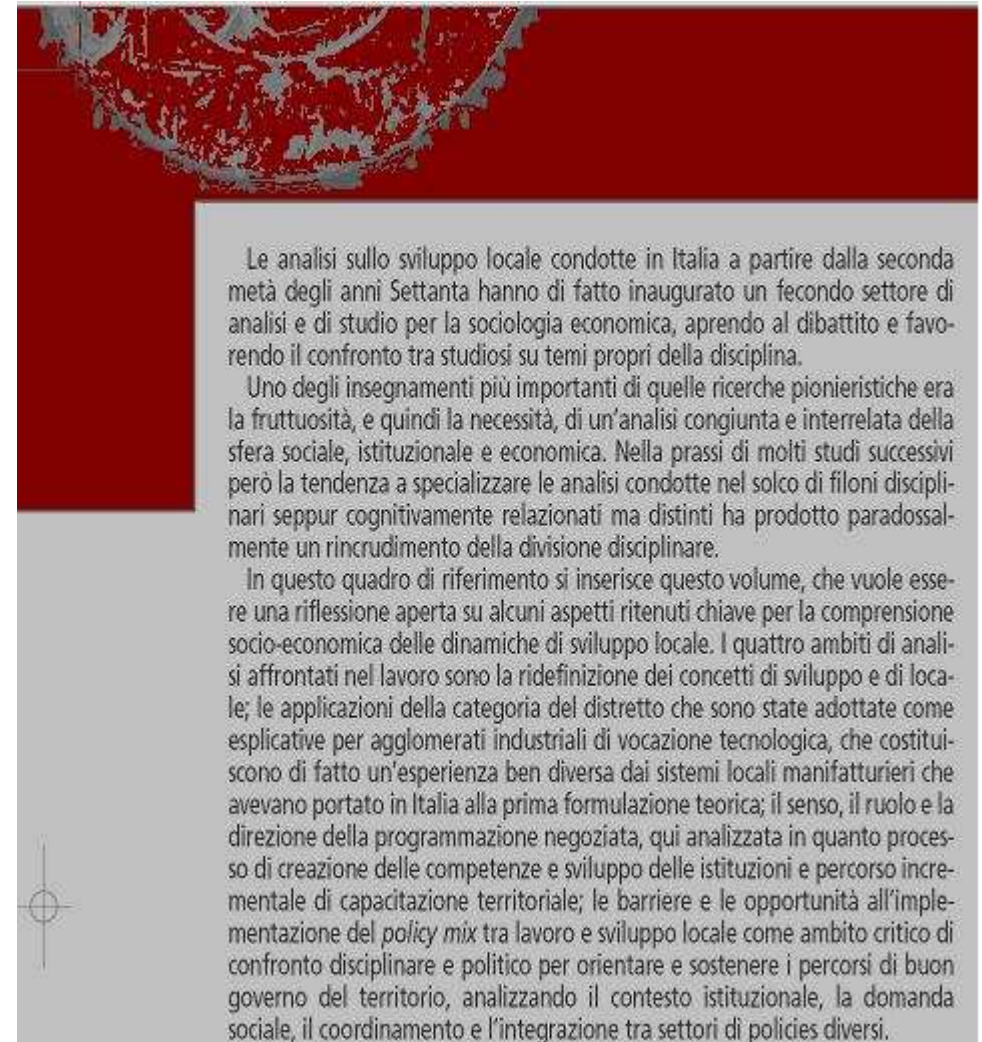 Le analisi sullo sviluppo locale condotte in Italia a partire dalla seconda
metà degli anni Settanta hanno di fatto inaugurato un fecondo settore di
analisi e di studio per la sociologia economica, aprendo al dibattito e favo-
rendo il confronto tra studiosi su temi propri della disciplina.
Uno degli insegnamenti più importanti di quelle ricerche pionieristiche era
la fruttuosità, e quindi la necessità, di un'analisi congiunta e interrelata della
sfera sociale, istituzionale e economica. Nella prassi di molti studi successivi
però la tendenza a specializzare le analisi condotte nel solco di filoni discipli-
nari seppur cognitivamente relazionati ma distinti ha prodotto paradossal-
mente un rincrudimento della divisione disciplinare.
In questo quadro di riferimento si inserisce questo volume, che vuole esse-
re una riflessione aperta su alcuni aspetti ritenuti chiave per la comprensione
socio-economica delle dinamiche di sviluppo locale. I quattro ambiti di anali-
si affrontati nel lavoro sono la ridefinizione dei concetti di sviluppo e di loca-
le; le applicazioni della categoria del distretto che sono state adottate come
esplicative per agglomerati industriali di vocazione tecnologica, che costitui-
scono di fatto un'esperienza ben diversa dai sistemi locali manifatturieri che
avevano portato in Italia alla prima formulazione teorica; il senso, il ruolo e la
direzione della programmazione negoziata, qui analizzata in quanto proces-
so di creazione delle competenze e sviluppo delle istituzioni e percorso incre-
mentale di capacitazione territoriale; le barriere e le opportunità all'imple-
mentazione del policy mix tra lavoro e sviluppo locale come ambito critico di
confronto disciplinare e politico per orientare e sostenere i percorsi di buon
governo del territorio, analizzando il contesto istituzionale, la domanda
sociale, il coordinamento e l'integrazione tra settori di policies diversi.